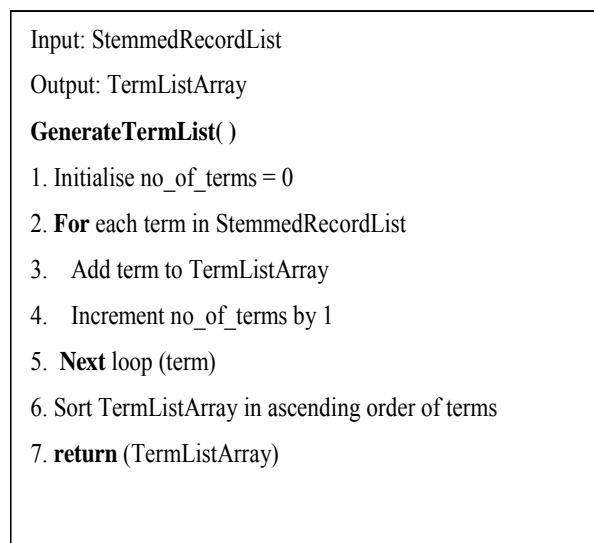 Input: StemmedRecordList
Output: TermListArray
GenerateTermList( )
1. Initialise no_of_terms = 0
2. For each term in StemmedRecordList
3. Add term to TermListArray
4. Increment no_of_terms by 1
5. Next loop (term)
6. Sort TermListArray in ascending order of terms
7. return (TermListArray)